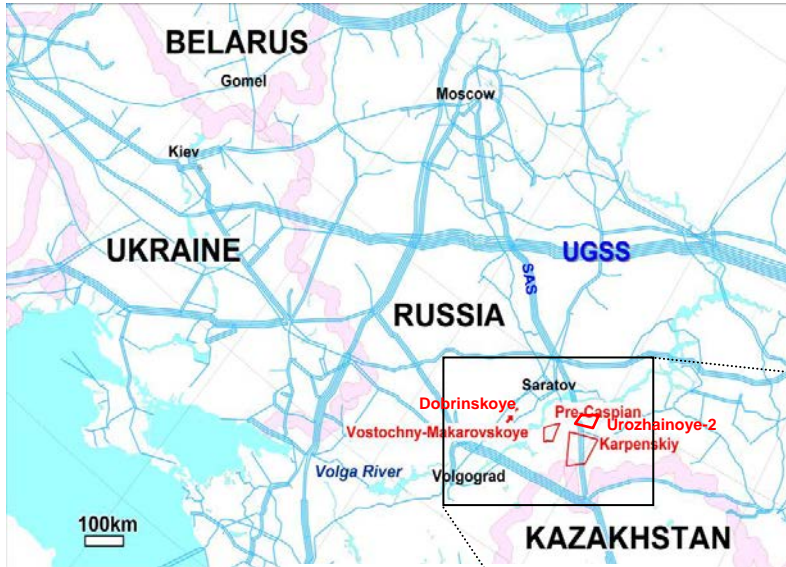 BELARUS
Gomel
Moscow
Kiev
UKRAINE
UGSS
SAS
RUSSIA
Saratov
Dobrinskoye
Pre-Caspian
Urozhainoye-2
Vostochny-Makarovskoye
Karpenskiy
Volga River
Volgograd
100km
KAZAKHSTAN